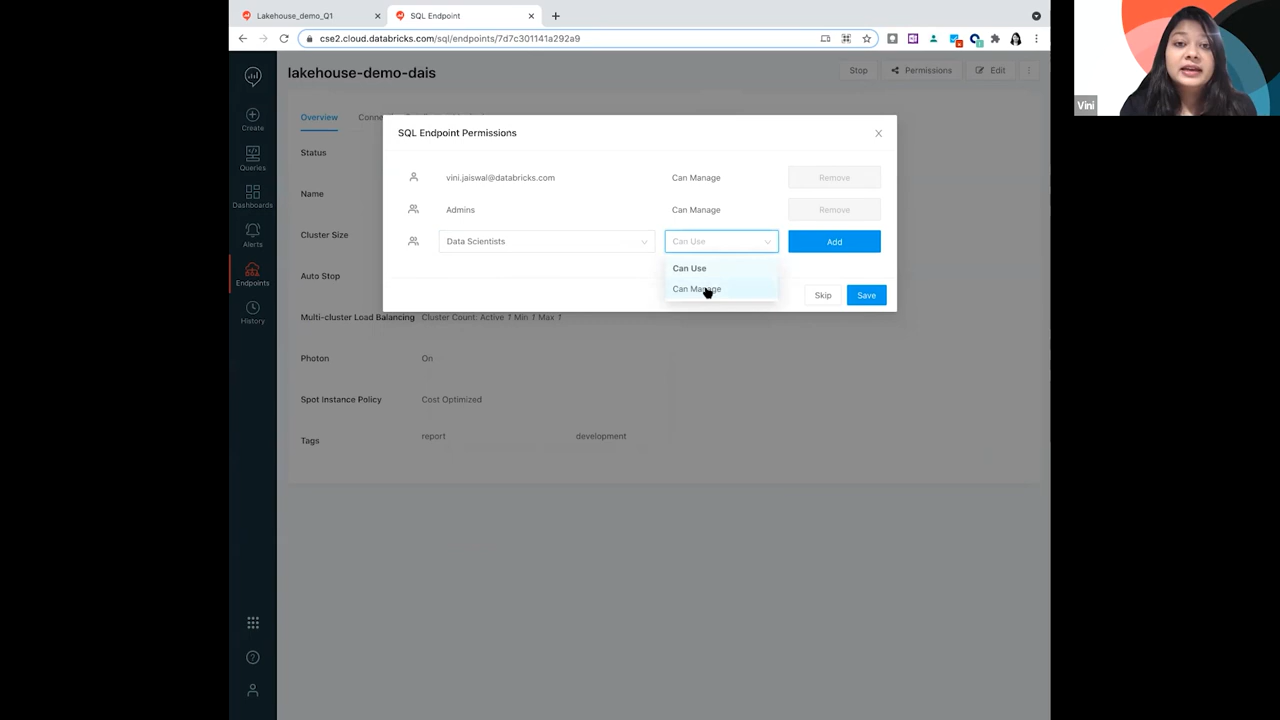 Lakehouse_demo_Q1
SQL Endpoint
cse2.cloud.databricks.com/sql/endpoints/7d7c301141a292a9
lakehouse-demo-dais
Stop
Permissions
Edit
Create
Queries
Dashboards
Alerts
Endpoints
History
Overview
Status
Name
Cluster Size
Auto Stop
Multi-cluster Load Balancing
Cluster Count: Active 1 Min 1 Max 1
Photon
On
Spot Instance Policy
Cost Optimized
Tags
report
development
SQL Endpoint Permissions
vini.jaiswal@databricks.com
Can Manage
Remove
Admins
Can Manage
Remove
Data Scientists
Can Use
Add
Can Use
Can Manage
Skip
Save
Vini